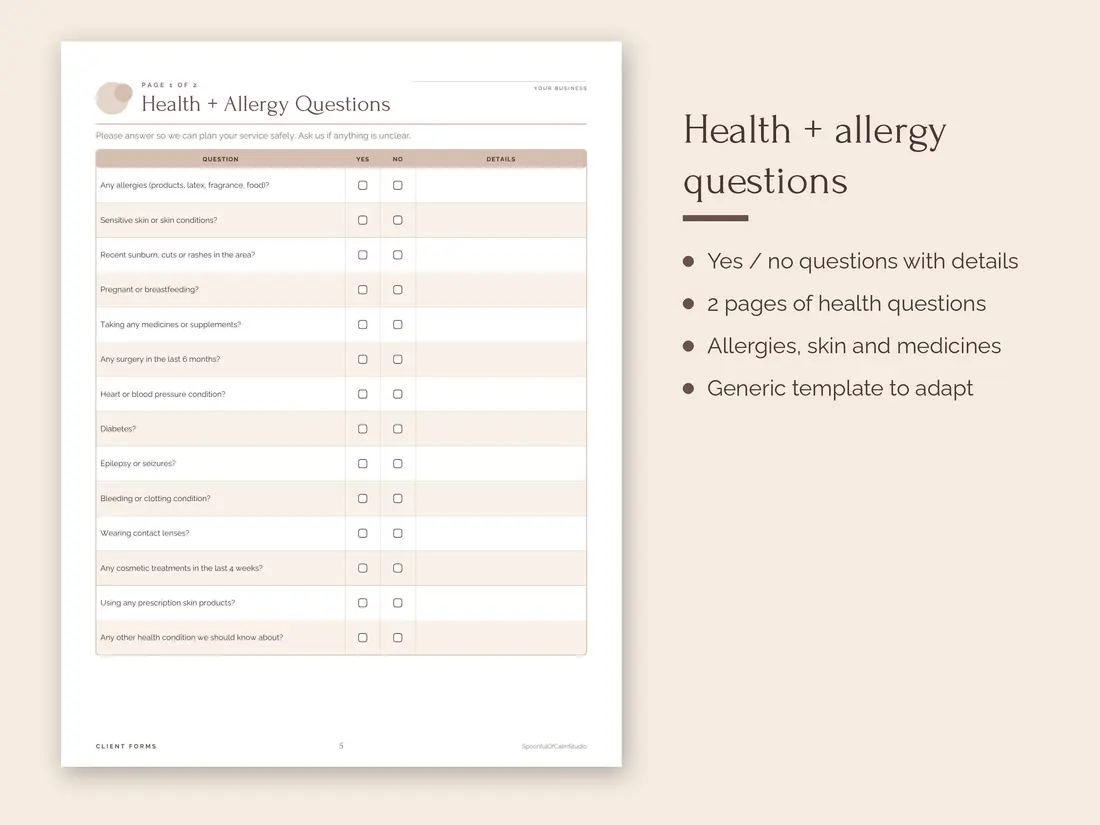 PAGE 1 OF 2
Health + Allergy Questions
YOUR BUSINESS
Please answer so we can plan your service safely. Ask us if anything is unclear.
QUESTION YES NO DETAILS
Any allergies (products, latex, fragrance, food)?
Sensitive skin or skin conditions?
Recent sunburn, cuts or rashes in the area?
Pregnant or breastfeeding?
Taking any medicines or supplements?
Any surgery in the last 6 months?
Heart or blood pressure condition?
Diabetes?
Epilepsy or seizures?
Bleeding or clotting condition?
Wearing contact lenses?
Any cosmetic treatments in the last 4 weeks?
Using any prescription skin products?
Any other health condition we should know about?
CLIENT FORMS 5 SpoonfulOfCalmStudio
Health + allergy
questions
Yes / no questions with details
2 pages of health questions
Allergies, skin and medicines
Generic template to adapt